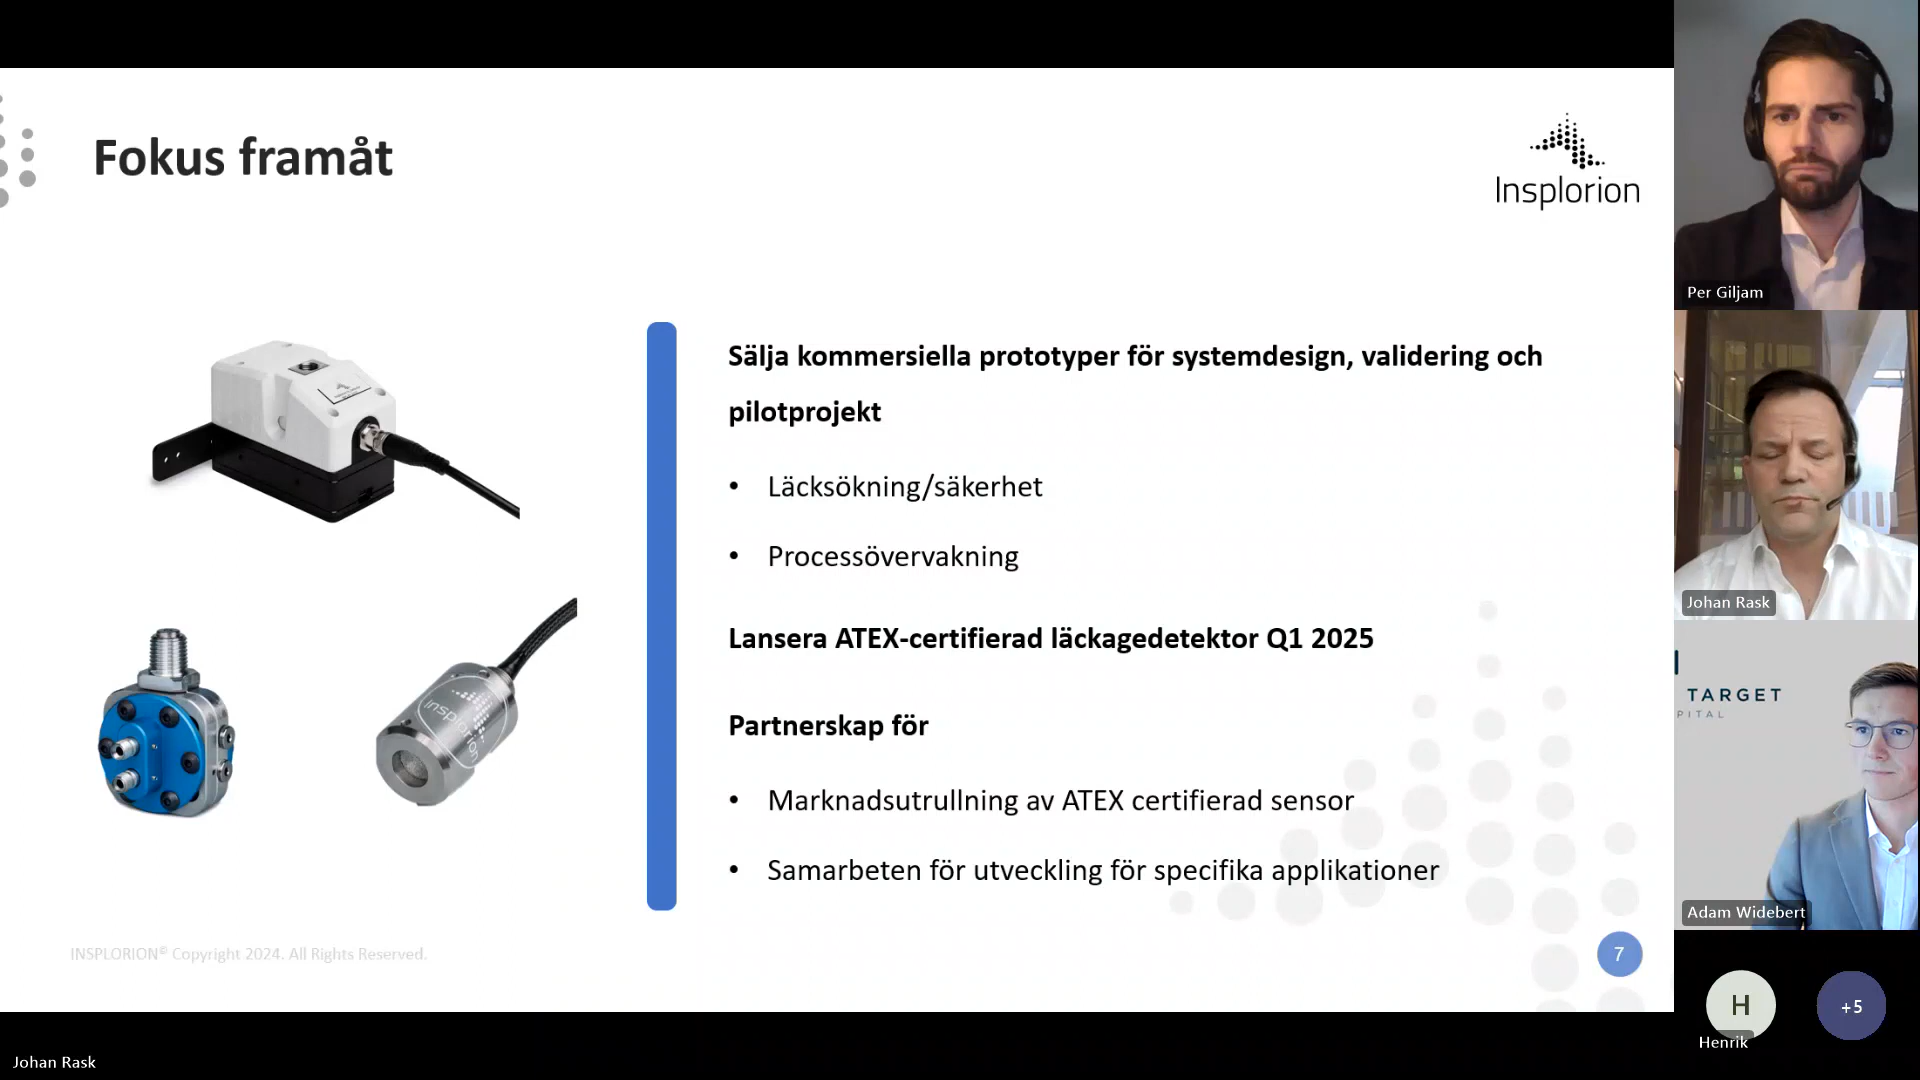 Fokus framåt
Insplorion
Sälja kommersiella prototyper för systemdesign, validering och
pilotprojekt
• Läcksökning/säkerhet
• Processövervakning
Lansera ATEX-certifierad läckagedetektor Q1 2025
Partnerskap för
• Marknadsutrullning av ATEX certifierad sensor
• Samarbeten för utveckling för specifika applikationer
insplorion
INSPLORION© Copyright 2024. All Rights Reserved.
7
Per Giljam
Johan Rask
TARGET
PITAL
Adam Widebert
H
Henrik
+5
Johan Rask